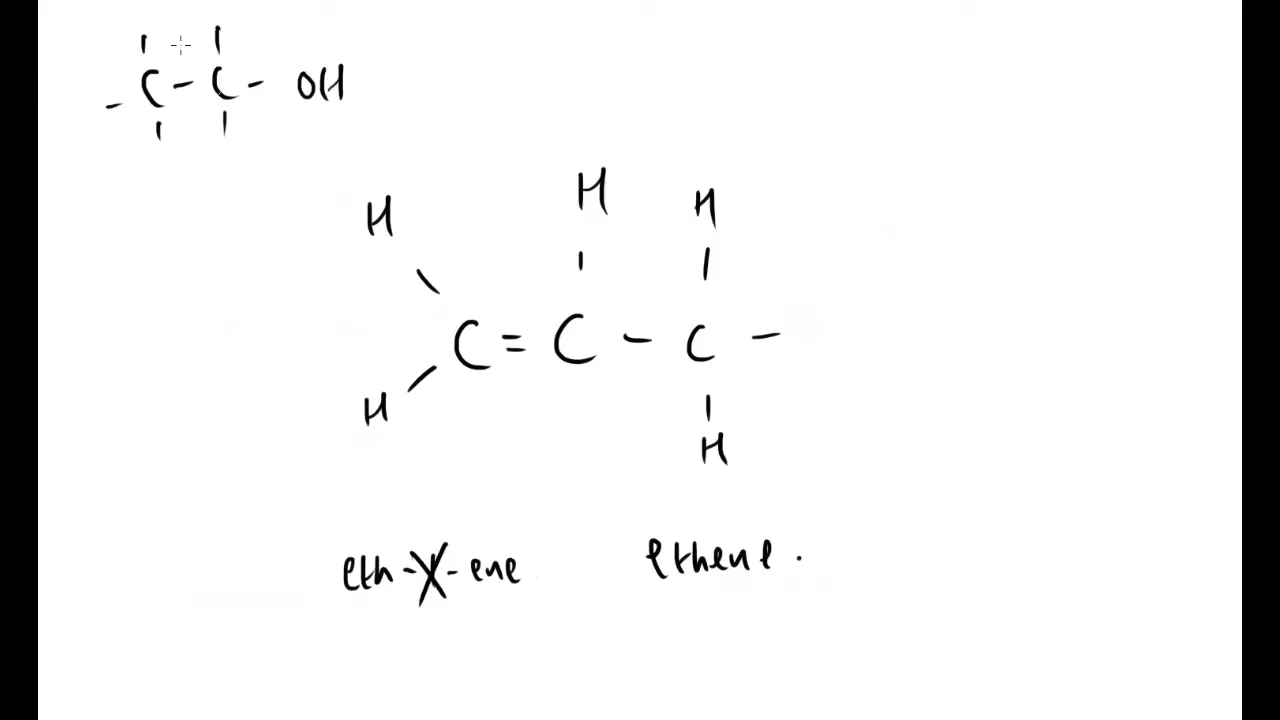 C - C - OH
H H H
C = C - C -
H H
eth-X-ene ethene.